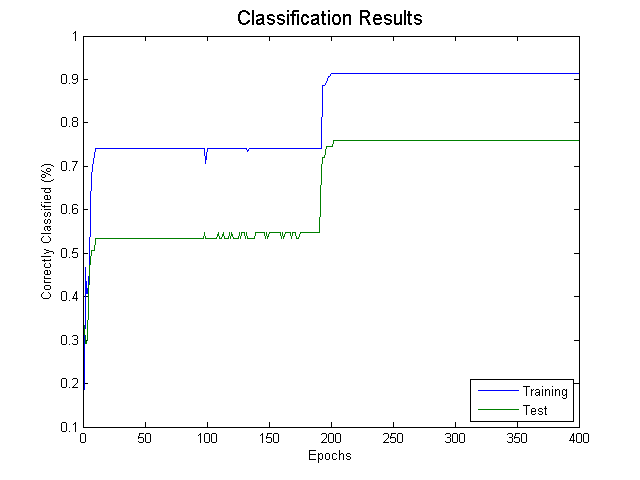 Classification Results
1
0.9
0.8
0.7
0.6
0.5
0.4
0.3
0.2
0.1
Correctly Classified (%)
0 50 100 150 200 250 300 350 400
Epochs
Training
Test